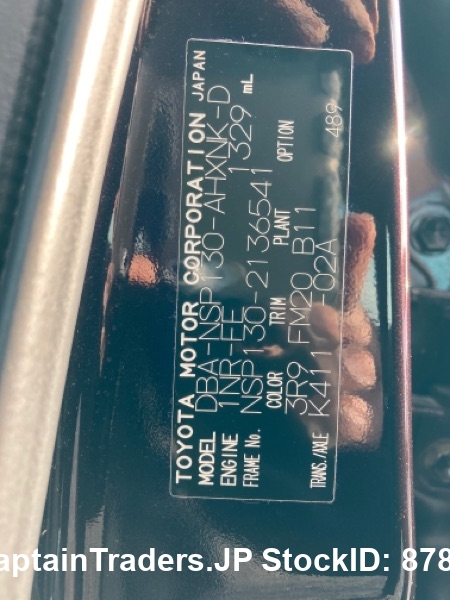 TOYOTA MOTOR CORPORATION JAPAN
MODEL DBA-NSP130-AHXNK-D
ENGINE 1NR-FE 1329 mL
FRAME No. NSP130-2136541
COLOR TRIM PLANT OPTION
3R9 FM20 B11
TRANS./AXLE K411 -02A 489
aptainTraders.JP StockID: 878